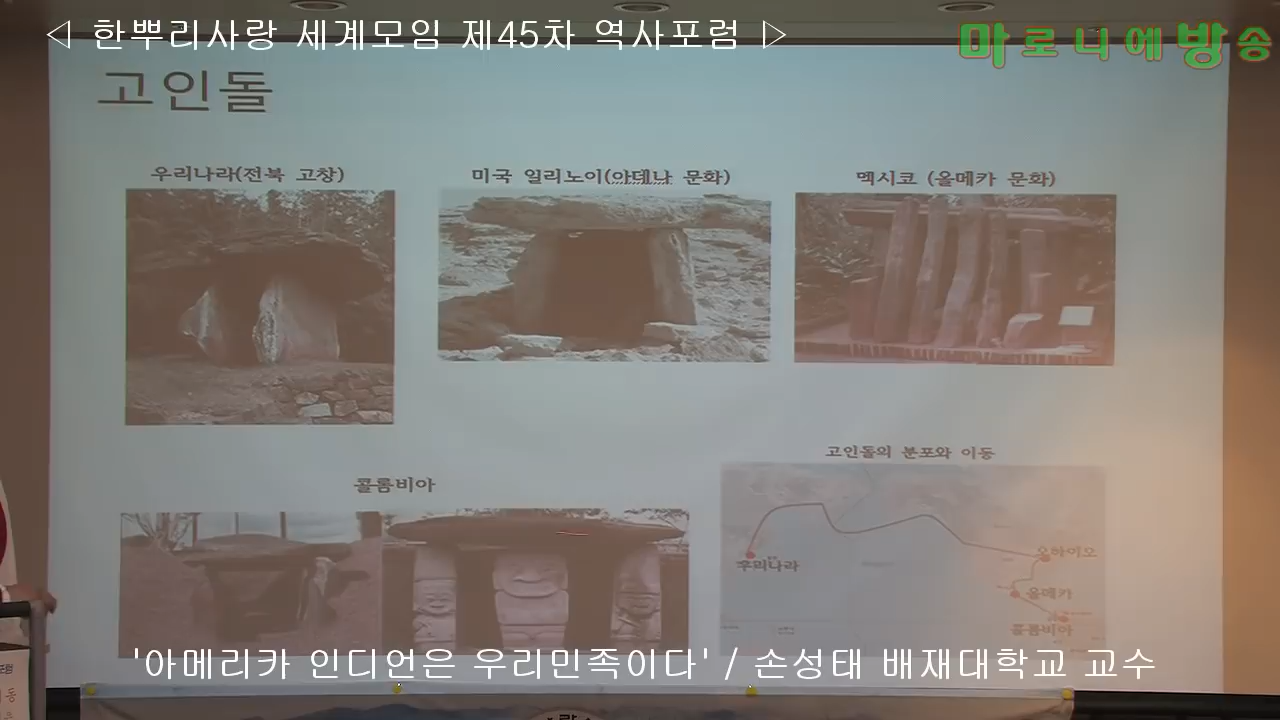 ◁ 한뿌리사랑 세계모임 제45차 역사포럼 ▷
마로니에방송
고인돌
우리나라(전북 고창)
미국 일리노이(아데나 문화)
멕시코 (올메카 문화)
콜롬비아
고인돌의 분포와 이동
우리나라
오하이오
올메카
콜롬비아
'아메리카 인디언은 우리민족이다' / 손성태 배재대학교 교수